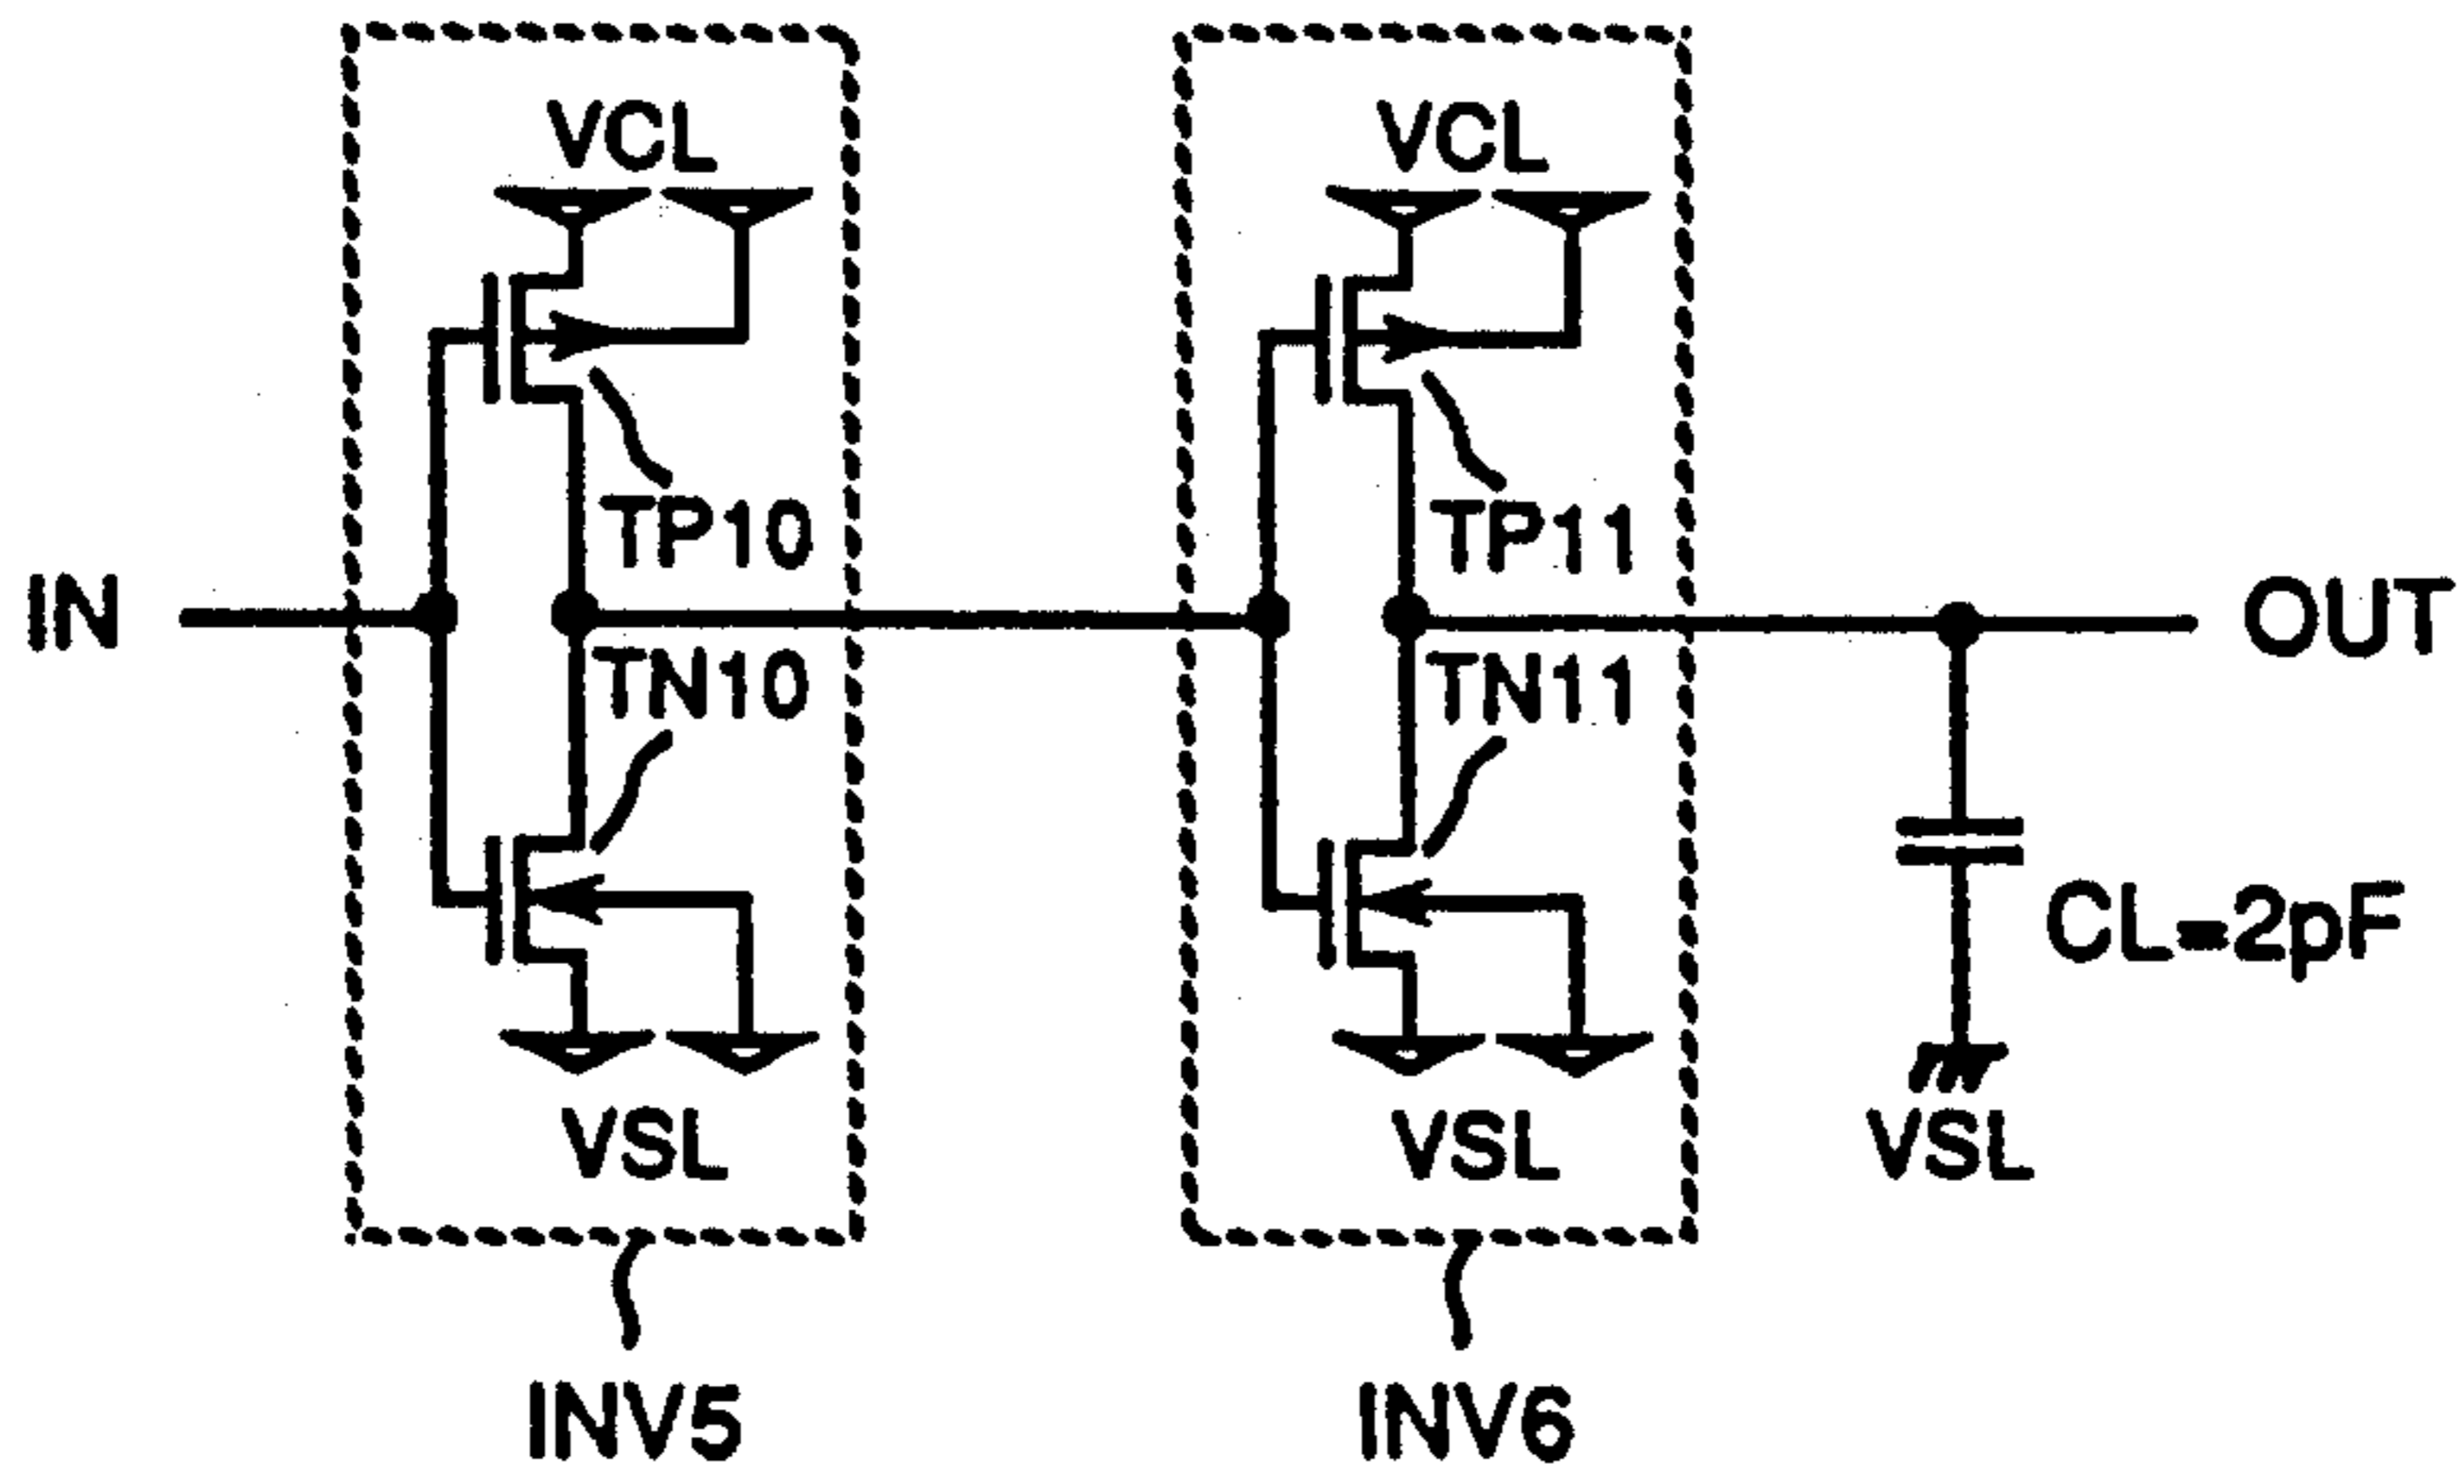 VCL
VCL
TP10
TP11
IN
OUT
TN10
TN11
CL=2pF
VSL
VSL
VSL
INV5
INV6